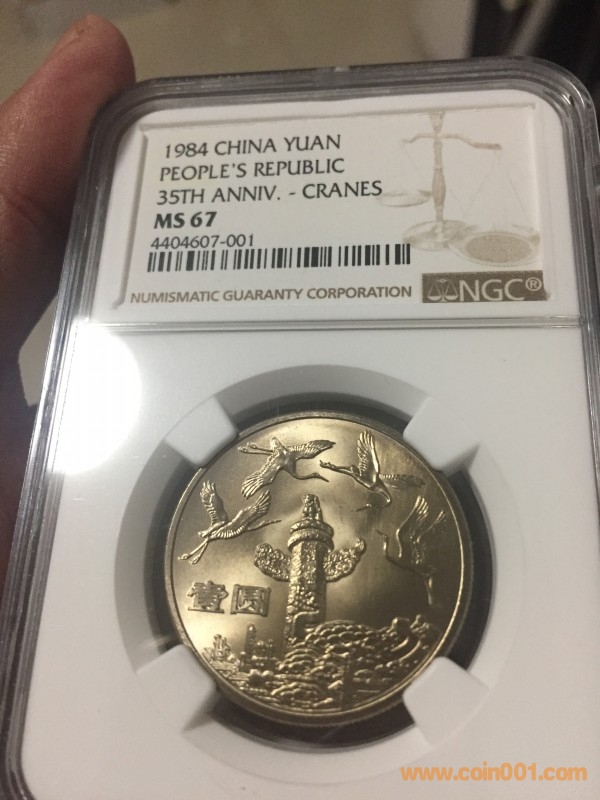 1984 CHINA YUAN
PEOPLE'S REPUBLIC
35TH ANNIV. - CRANES
MS 67
4404607-001
NUMISMATIC GUARANTY CORPORATION
NGC®
壹圆
www.coin001.com